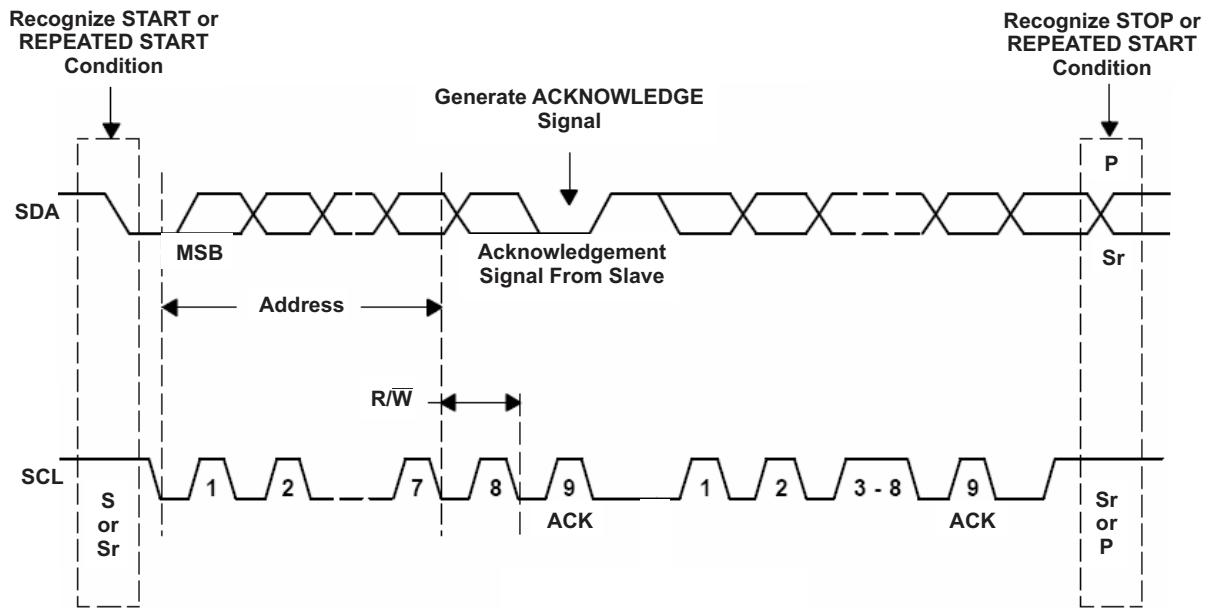 Recognize START or
REPEATED START
Condition
Recognize STOP or
REPEATED START
Condition
Generate ACKNOWLEDGE
Signal
P
SDA
MSB
Acknowledgement
Signal From Slave
Sr
Address
R/W̅
SCL
1
2
7
8
9
1
2
3 - 8
9
ACK
ACK
S
or
Sr
Sr
or
P